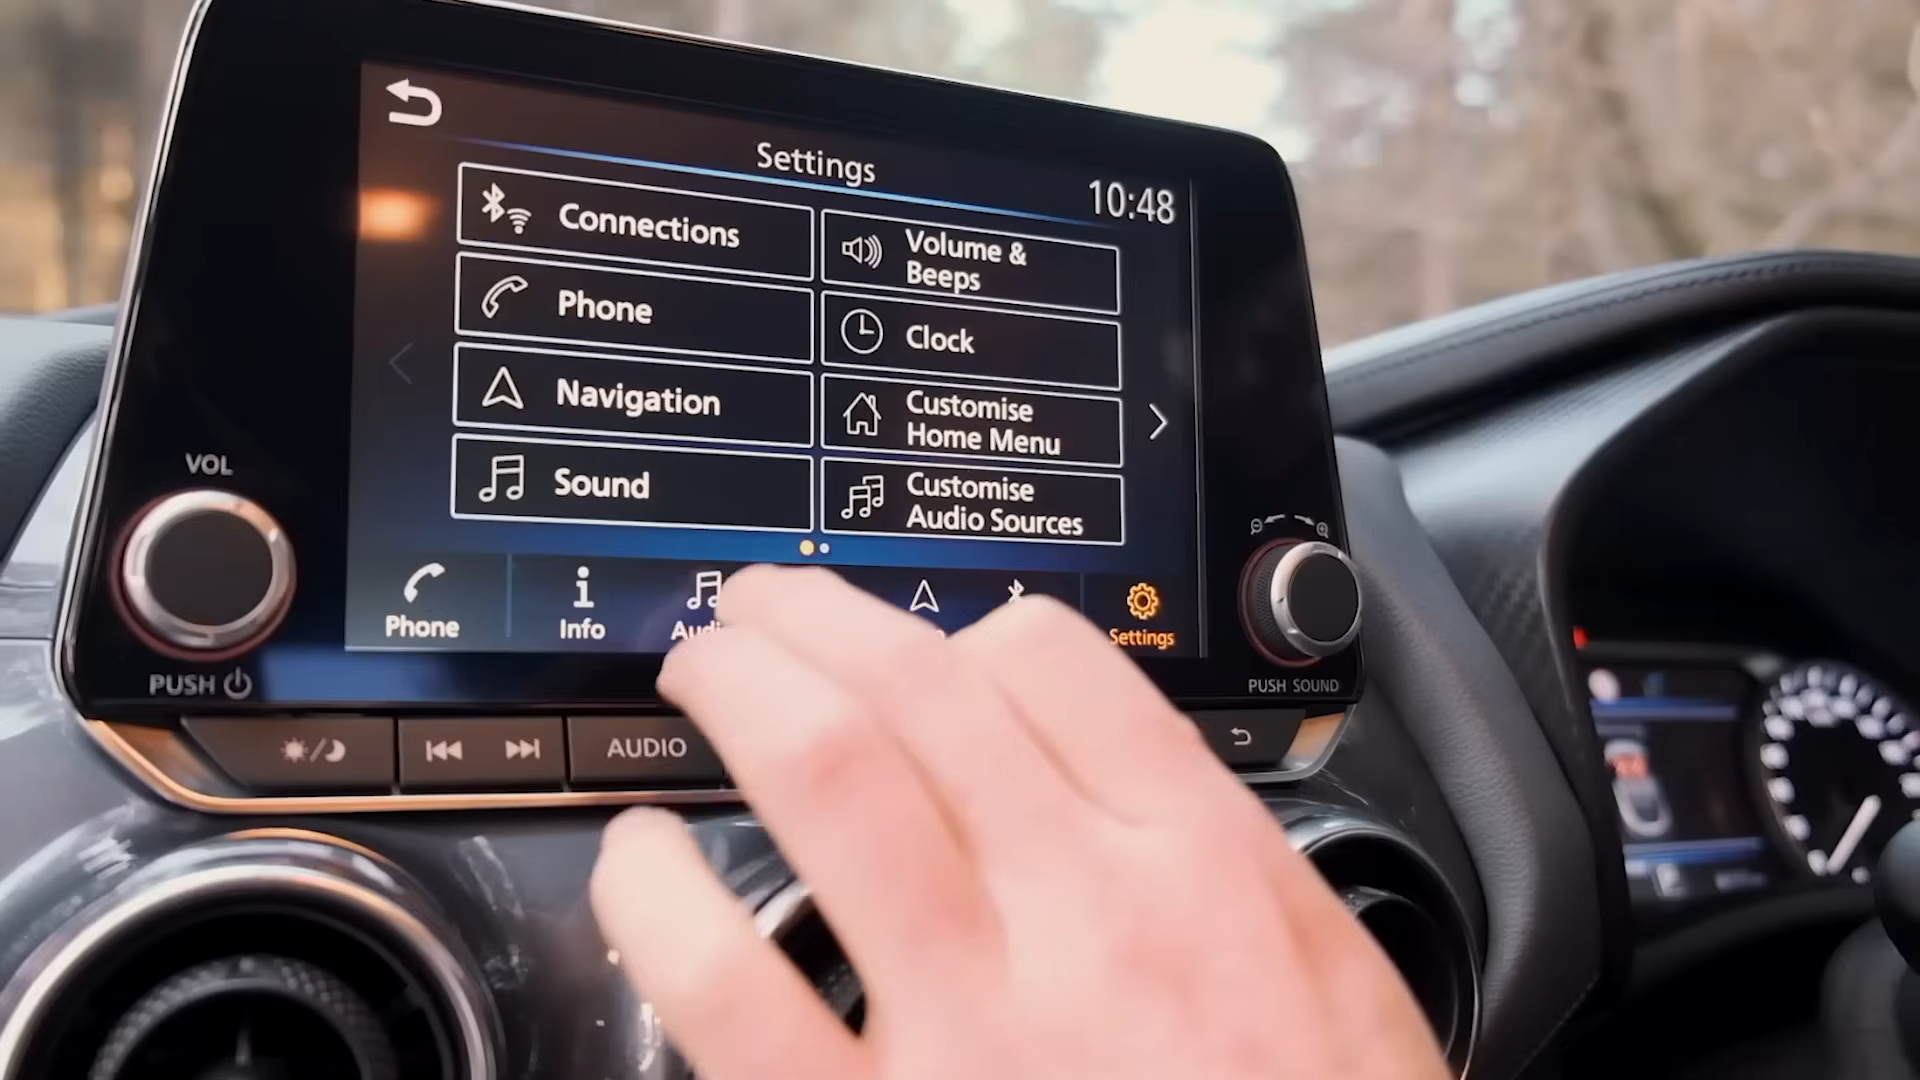 Settings
10:48
Connections
Volume &
Beeps
Phone
Clock
Navigation
Customise
Home Menu
Sound
Customise
Audio Sources
Phone
Info
Settings
VOL
PUSH
PUSH SOUND
AUDIO